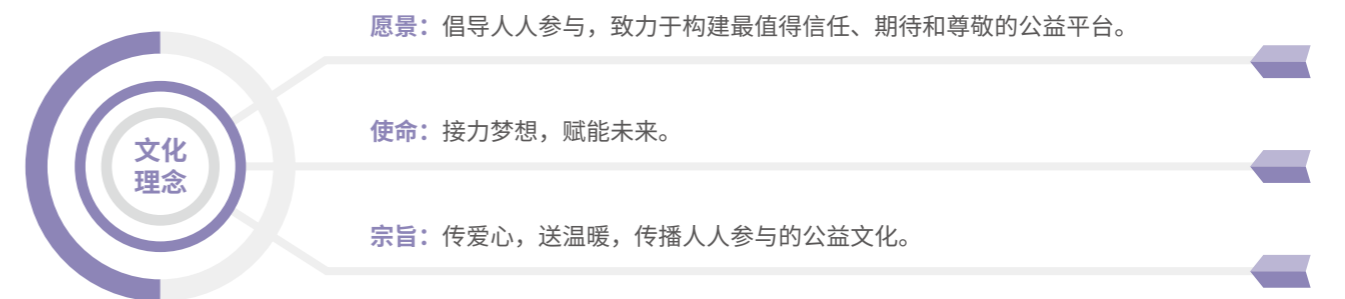 愿景：倡导人人参与，致力于构建最值得信任、期待和尊敬的公益平台。
文化
理念
使命：接力梦想，赋能未来。
宗旨：传爱心，送温暖，传播人人参与的公益文化。